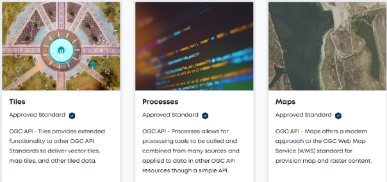 Tiles
Approved Standard
OGC API - Tiles provides extended
functionality to other OGC API
Standards to deliver vector tiles,
map tiles, and other tiled data.
Processes
Approved Standard
OGC API - Processes allows for
processing tools to be called and
combined from many sources and
applied to data in other OGC API
resources though a simple API.
Maps
Approved Standard
OGC API - Maps offers a modern
approach to the OGC Web Map
Service (WMS) standard for
provision map and raster content.